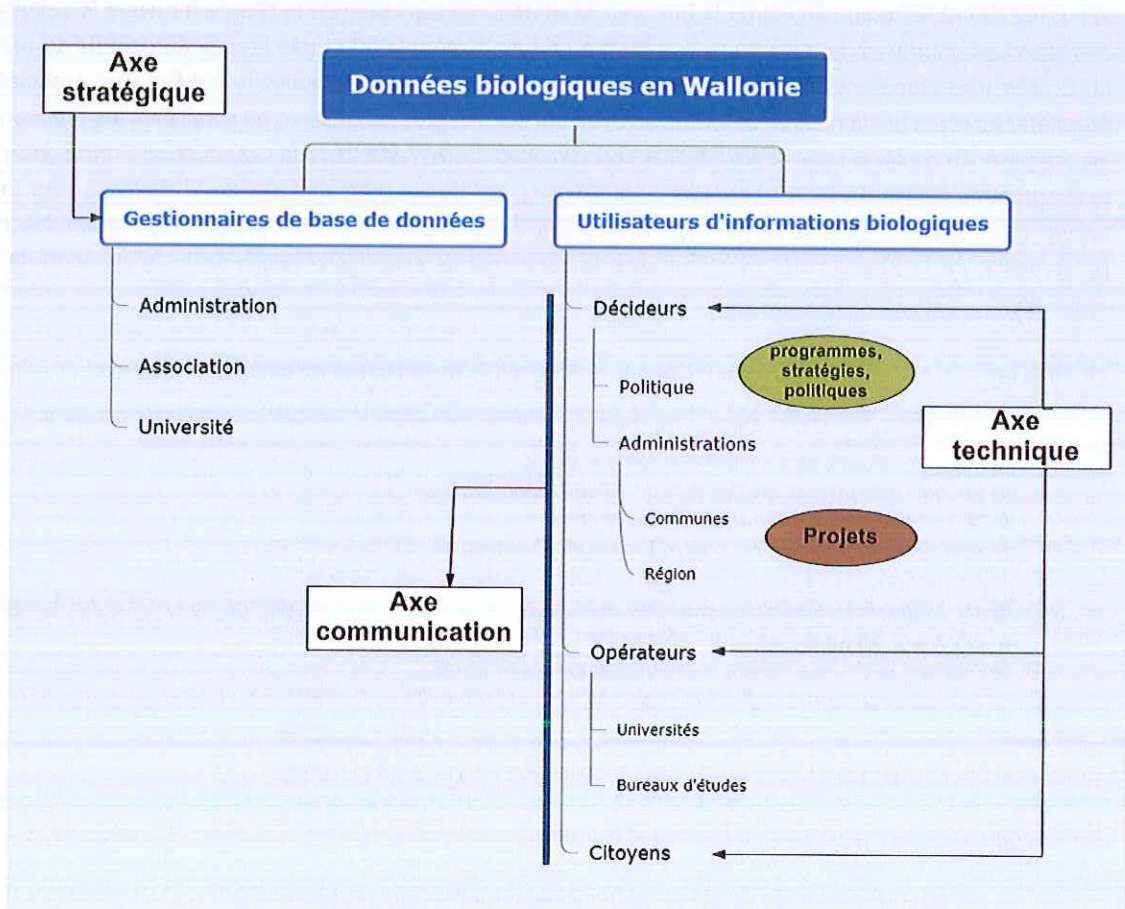 Axe
stratégique
Données biologiques en Wallonie
Gestionnaires de base de données
Utilisateurs d'informations biologiques
Administration
Association
Université
Décideurs
programmes,
stratégies,
politiques
Politique
Axe
technique
Administrations
Communes
Projets
Région
Axe
communication
Opérateurs
Universités
Bureaux d'études
Citoyens